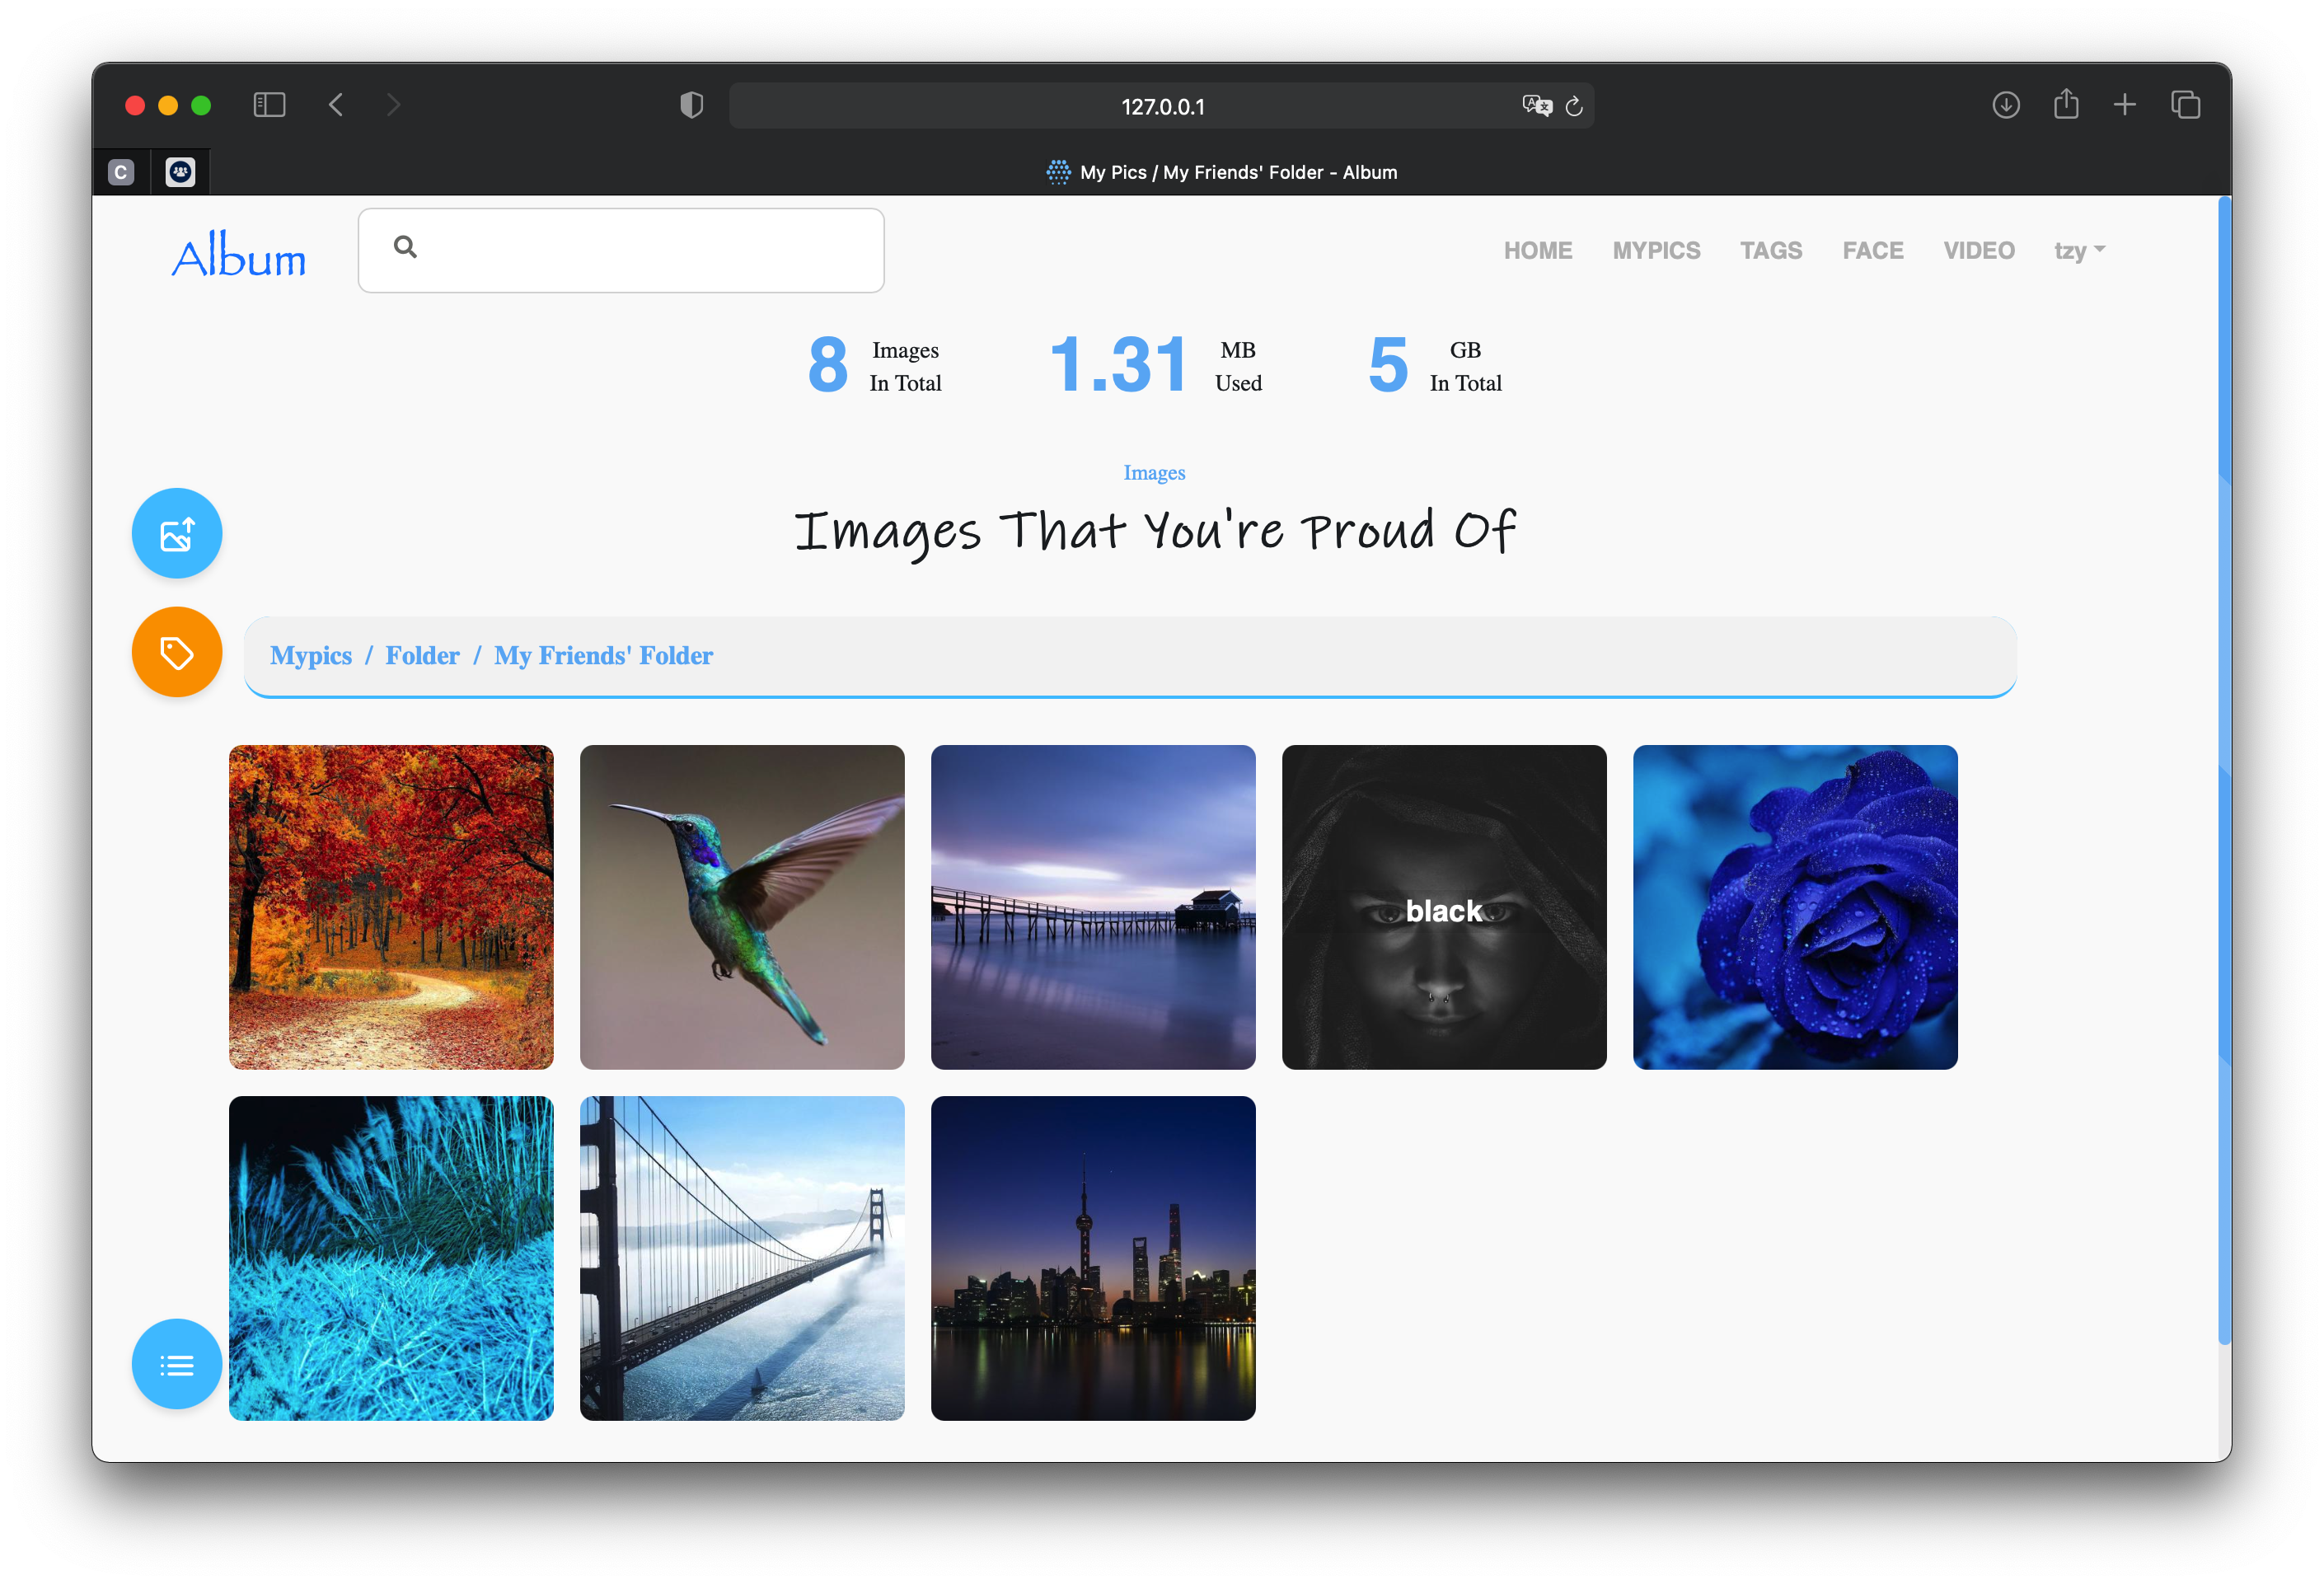 127.0.0.1
C
My Pics / My Friends' Folder - Album
Album
HOME MYPICS TAGS FACE VIDEO tzy
8 Images In Total
1.31 MB Used
5 GB In Total
Images
Images That You're Proud Of
Mypics / Folder / My Friends' Folder
black